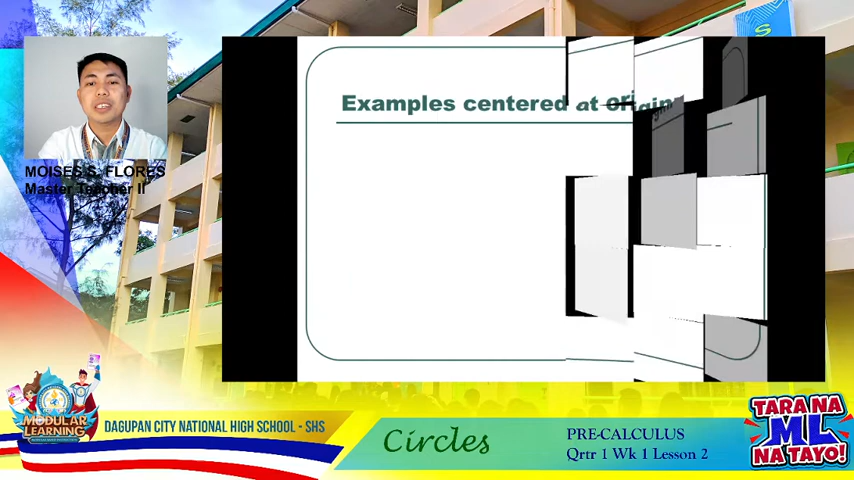 Examples centered at origin
MOISES S. FLORES
Master Teacher II
MODULAR
LEARNING
DAGUPAN CITY NATIONAL HIGH SCHOOL - SHS
Circles
PRE-CALCULUS
Qrtr 1 Wk 1 Lesson 2
TARA NA
ML
NA TAYO!